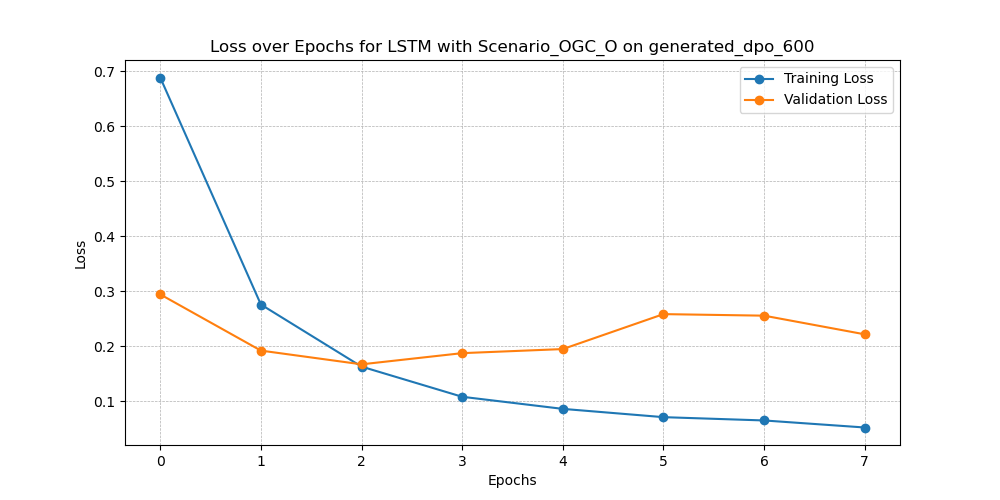 Loss over Epochs for LSTM with Scenario_OGC_O on generated_dpo_600
Training Loss
Validation Loss
Loss
0.7
0.6
0.5
0.4
0.3
0.2
0.1
0 1 2 3 4 5 6 7
Epochs